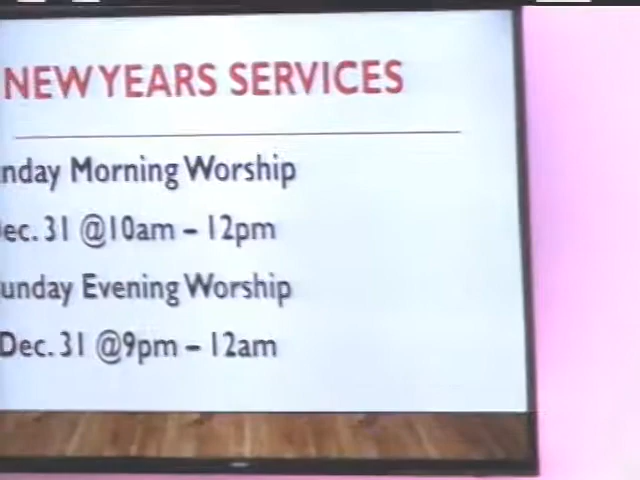 NEW YEARS SERVICES
nday Morning Worship
ec. 31 @10am – 12pm
unday Evening Worship
Dec. 31 @9pm – 12am